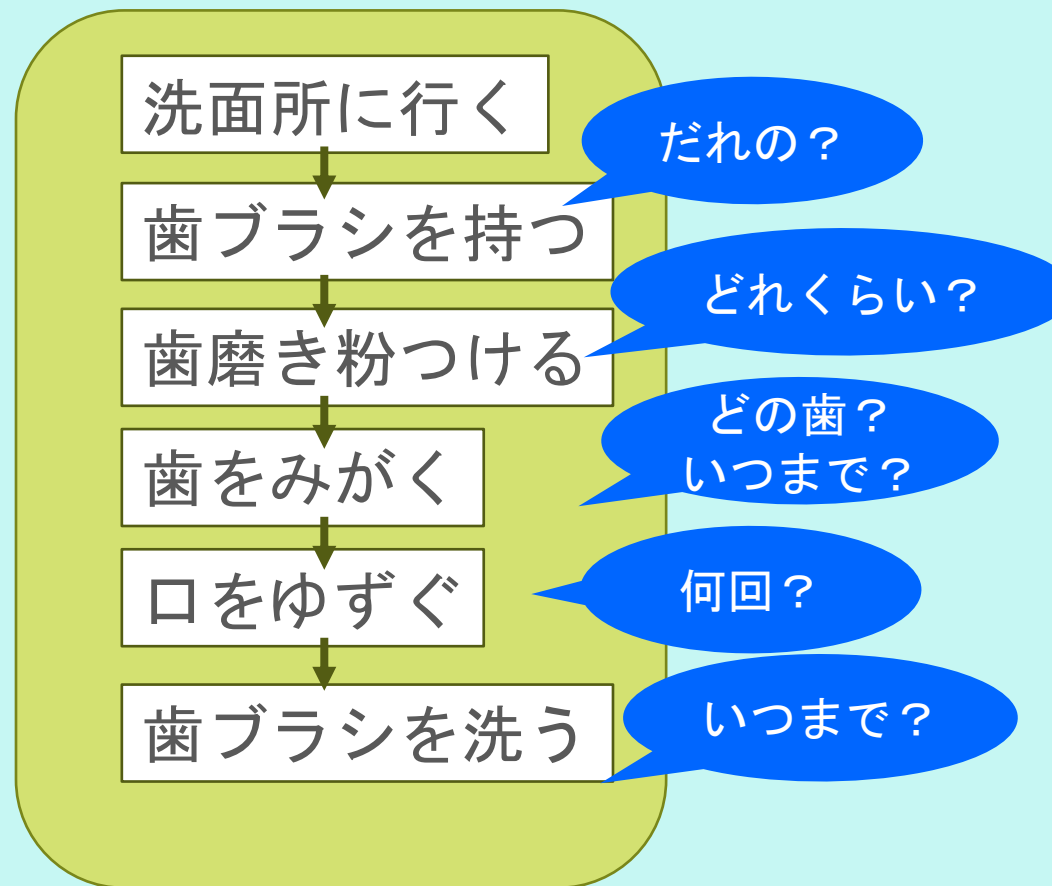 洗面所に行く
だれの？
歯ブラシを持つ
どれくらい？
歯磨き粉つける
どの歯？
いつまで？
歯をみがく
何回？
口をゆずぐ
いつまで？
歯ブラシを洗う